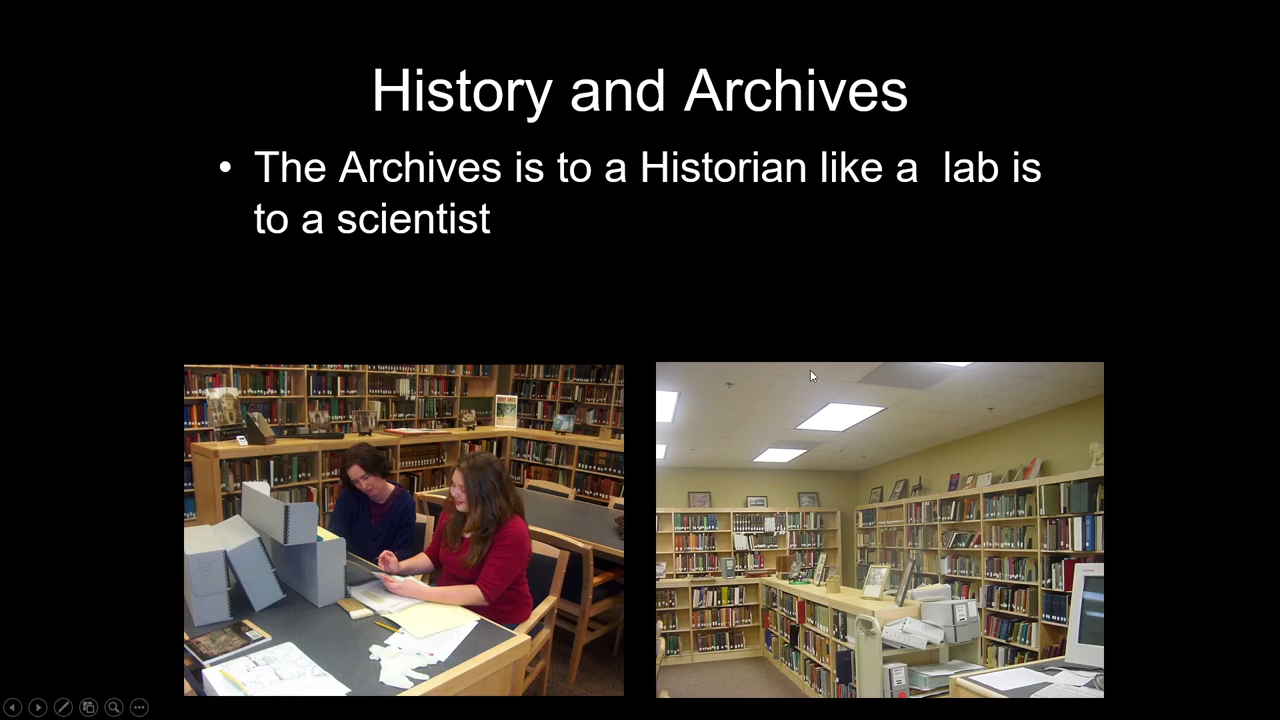 History and Archives
• The Archives is to a Historian like a  lab is
to a scientist